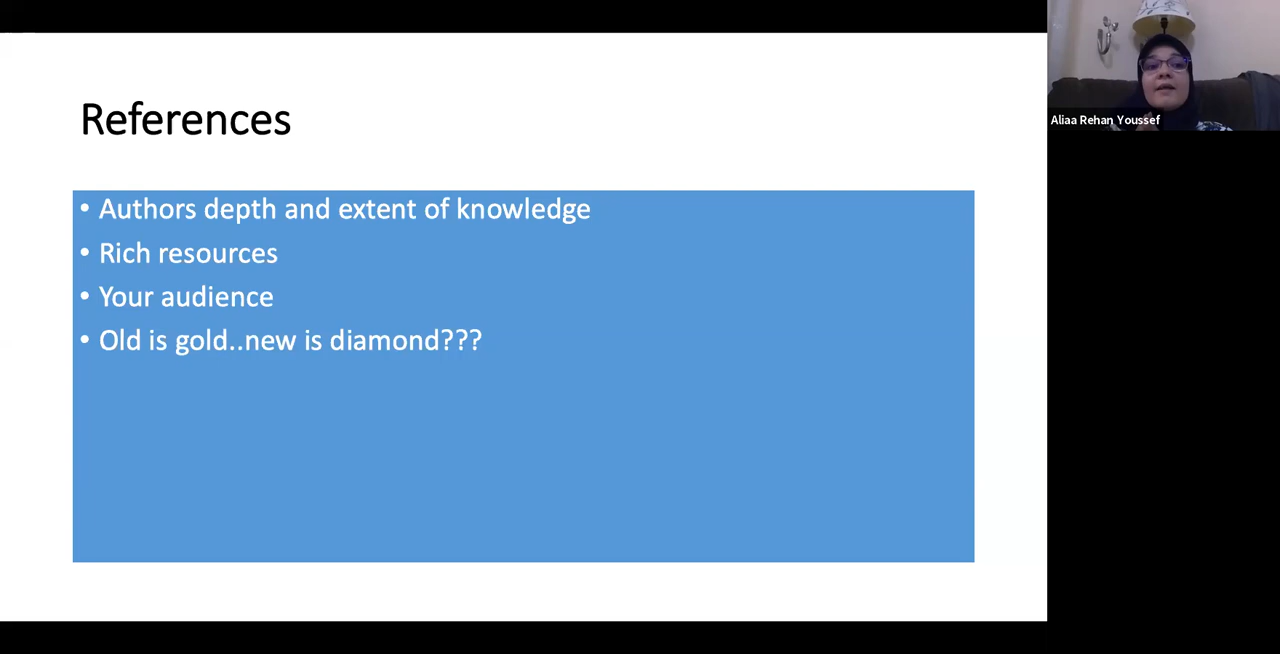 References
• Authors depth and extent of knowledge
• Rich resources
• Your audience
• Old is gold..new is diamond???
Aliaa Rehan Youssef